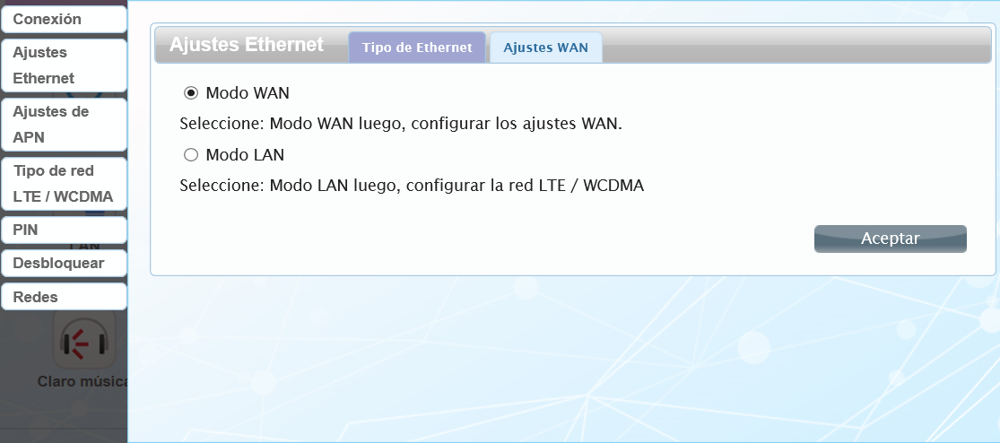 Conexión
Ajustes
Ethernet
Ajustes de
APN
Tipo de red
LTE / WCDMA
PIN
LAN
Desbloquear
Redes
Claro música
Ajustes Ethernet
Tipo de Ethernet
Ajustes WAN
Modo WAN
Seleccione: Modo WAN luego, configurar los ajustes WAN.
Modo LAN
Seleccione: Modo LAN luego, configurar la red LTE / WCDMA
Aceptar